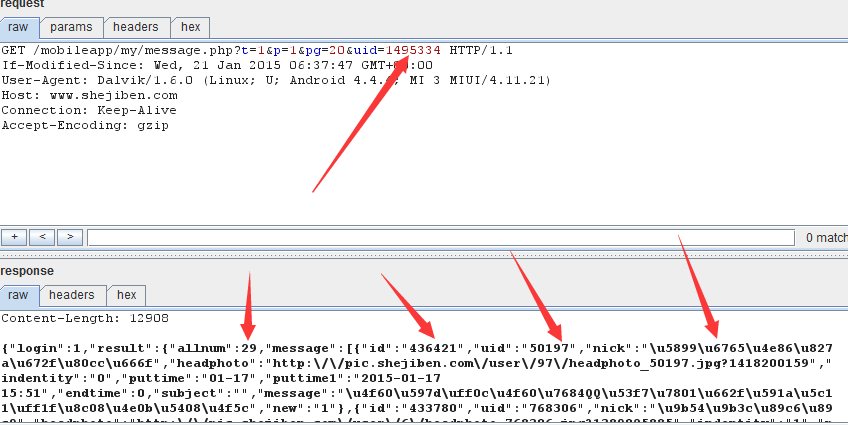 request
raw params headers hex
GET /mobileapp/my/message.php?t=1&p=1&pg=20&uid=1495334 HTTP/1.1
If-Modified-Since: Wed, 21 Jan 2015 06:37:47 GMT+ :00
User-Agent: Dalvik/1.6.0 (Linux; U; Android 4.4. ; MI 3 MIUI/4.11.21)
Host: www.shejiben.com
Connection: Keep-Alive
Accept-Encoding: gzip
+ < > 0 match
response
raw headers hex
Content-Length: 12908
{"login":1,"result":{"allnum":29,"message":[{"id":"436421","uid":"50197","nick":"\u5899\u6765\u4e86\u827
a\u672f\u80cc\u666f","headphoto":"http:\/\/pic.shejiben.com\/user\/97\/headphoto_50197.jpg?1418200159","
indentity":"0","puttime":"01-17","puttime1":"2015-01-17
15:51","endtime":0,"subject":"","message":"\u4f60\u597d\uff0c\u4f60\u7684QQ\u53f7\u7801\u662f\u591a\u5c1
1\uff1f\u8c08\u4e0b\u5408\u4f5c","new":"1"},{"id":"433780","uid":"768306","nick":"\u9b54\u9b3c\u89c6\u89